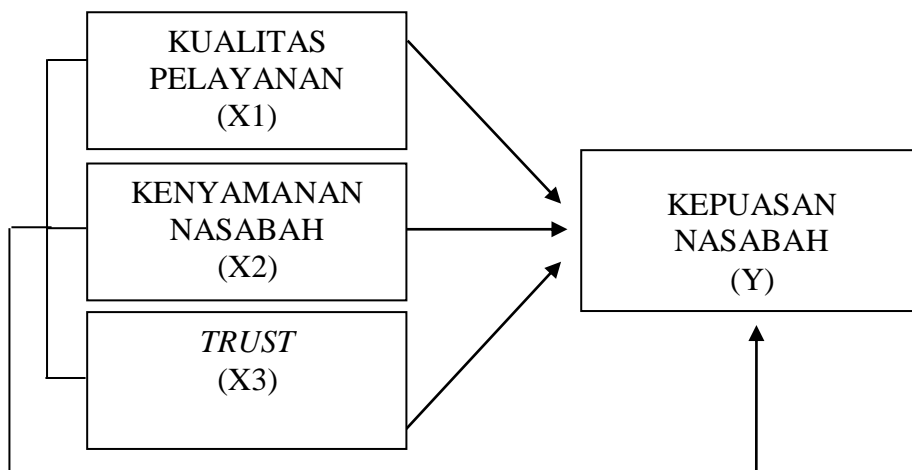 KUALITAS
PELAYANAN
(X1)
KENYAMANAN
NASABAH
(X2)
TRUST
(X3)
KEPUASAN
NASABAH
(Y)